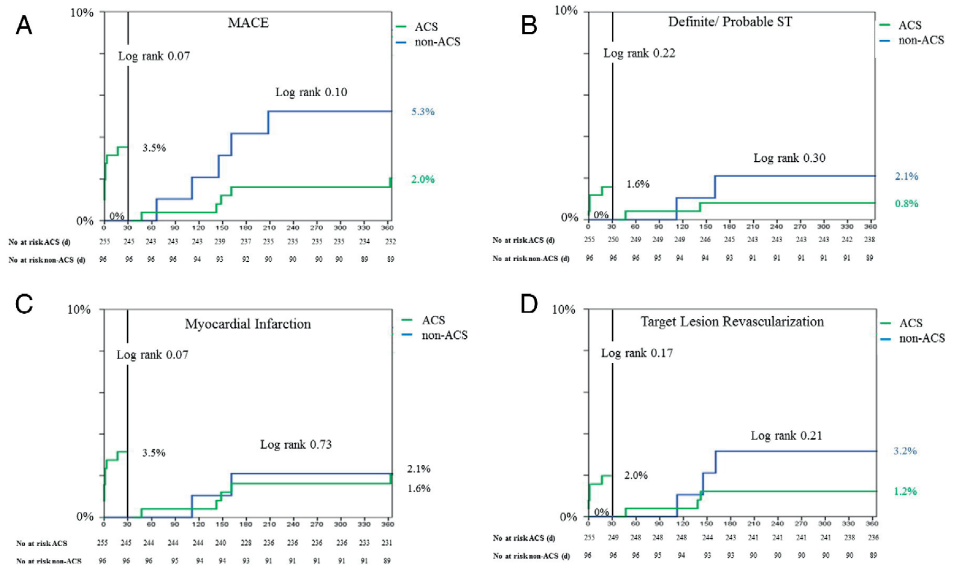 A
10%
MACE
ACS
non-ACS
Log rank 0.07
Log rank 0.10
5.3%
3.5%
2.0%
0%
0%
0 30 60 90 120 150 180 210 240 270 300 330 360
No at risk ACS (d) 255 245 243 243 243 239 237 235 235 235 235 234 232
No at risk non-ACS (d) 96 96 96 96 94 93 92 90 90 90 90 89 89
B
10%
Definite/ Probable ST
ACS
non-ACS
Log rank 0.22
Log rank 0.30
2.1%
1.6%
0.8%
0%
0%
0 30 60 90 120 150 180 210 240 270 300 330 360
No at risk ACS (d) 255 250 249 249 249 246 245 243 243 243 243 242 238
No at risk non-ACS (d) 96 96 96 95 94 94 93 91 91 91 91 91 89
C
10%
Myocardial Infarction
ACS
non-ACS
Log rank 0.07
Log rank 0.73
3.5%
2.1%
1.6%
0%
0 30 60 90 120 150 180 210 240 270 300 330 360
No at risk ACS 255 245 244 244 244 240 228 236 236 236 236 233 231
No at risk non-ACS 96 96 96 95 94 94 93 91 91 91 91 91 89
D
10%
Target Lesion Revascularization
ACS
non-ACS
Log rank 0.17
Log rank 0.21
3.2%
2.0%
1.2%
0%
0%
0 30 60 90 120 150 180 210 240 270 300 330 360
No at risk ACS (d) 255 249 248 248 248 244 243 241 241 241 241 238 236
No at risk non-ACS (d) 96 96 96 95 94 93 93 90 90 90 90 90 89